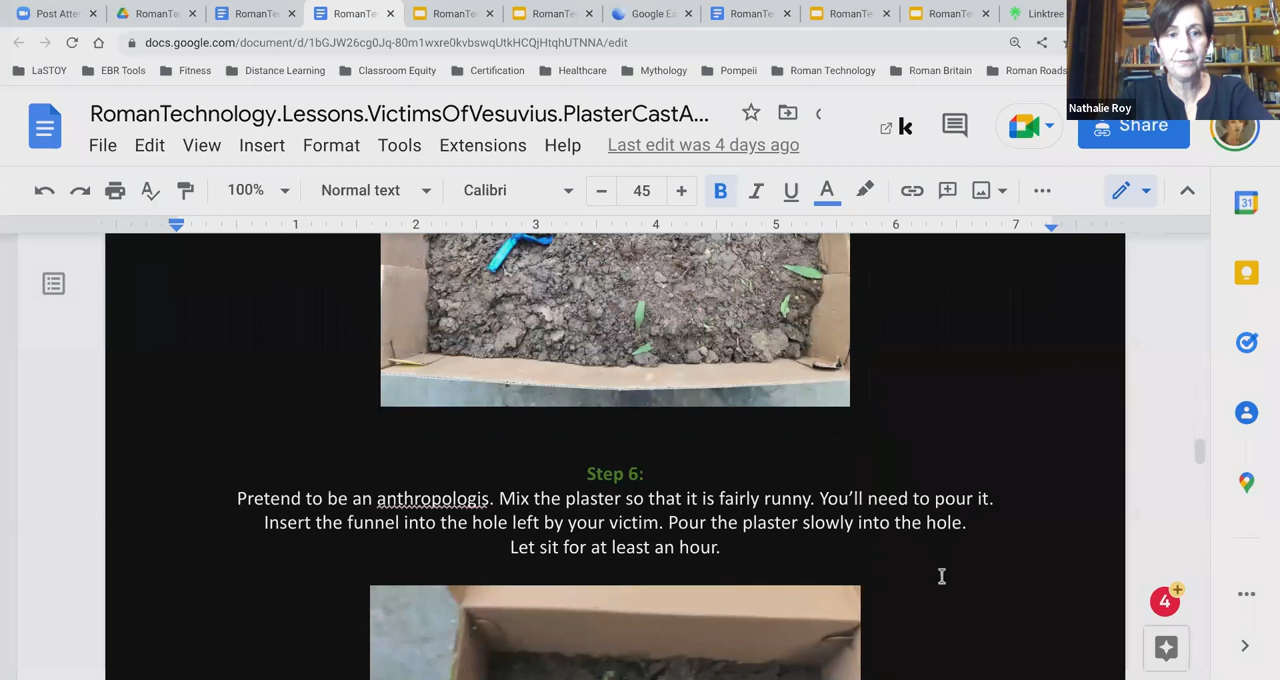 Post Atter
RomanTe
RomanTec
RomanTec
RomanTe
RomanTe
Google Ea
RomanTec
RomanTe
RomanTe
Linktree
docs.google.com/document/d/1bGJW26cg0Jq-80m1wxre0kvbswqUtkHCQjHtqhUTNNA/edit
LaSTOY
EBR Tools
Fitness
Distance Learning
Classroom Equity
Certification
Healthcare
Mythology
Pompeii
Roman Technology
Roman Britain
Roman Roads
Nathalie Roy
RomanTechnology.Lessons.VictimsOfVesuvius.PlasterCastA...
k
Share
File Edit View Insert Format Tools Extensions Help Last edit was 4 days ago
100% Normal text Calibri − 45 + B I U A
31
1 2 3 4 5 6 7
Step 6:
Pretend to be an anthropologis. Mix the plaster so that it is fairly runny. You'll need to pour it.
Insert the funnel into the hole left by your victim. Pour the plaster slowly into the hole.
Let sit for at least an hour.
4